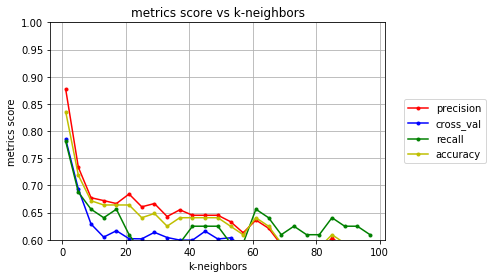 metrics score vs k-neighbors
1.00
0.95
0.90
0.85
0.80
0.75
0.70
0.65
0.60
metrics score
0 20 40 60 80 100
k-neighbors
precision
cross_val
recall
accuracy